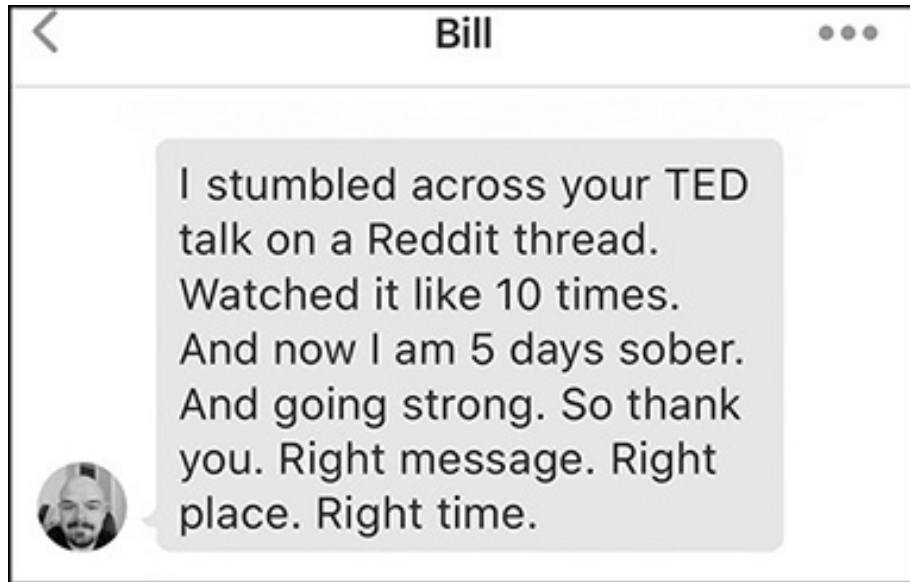 Bill
I stumbled across your TED
talk on a Reddit thread.
Watched it like 10 times.
And now I am 5 days sober.
And going strong. So thank
you. Right message. Right
place. Right time.